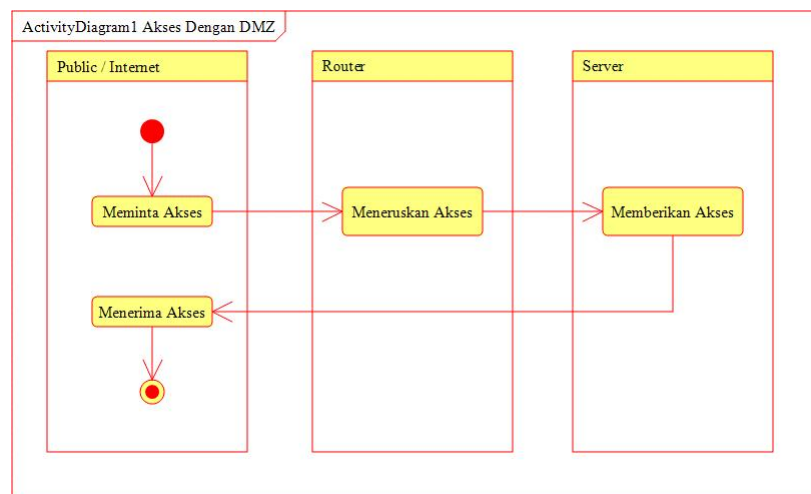 ActivityDiagram1 Akses Dengan DMZ
Public / Internet
Router
Server
Meminta Akses
Meneruskan Akses
Memberikan Akses
Menerima Akses